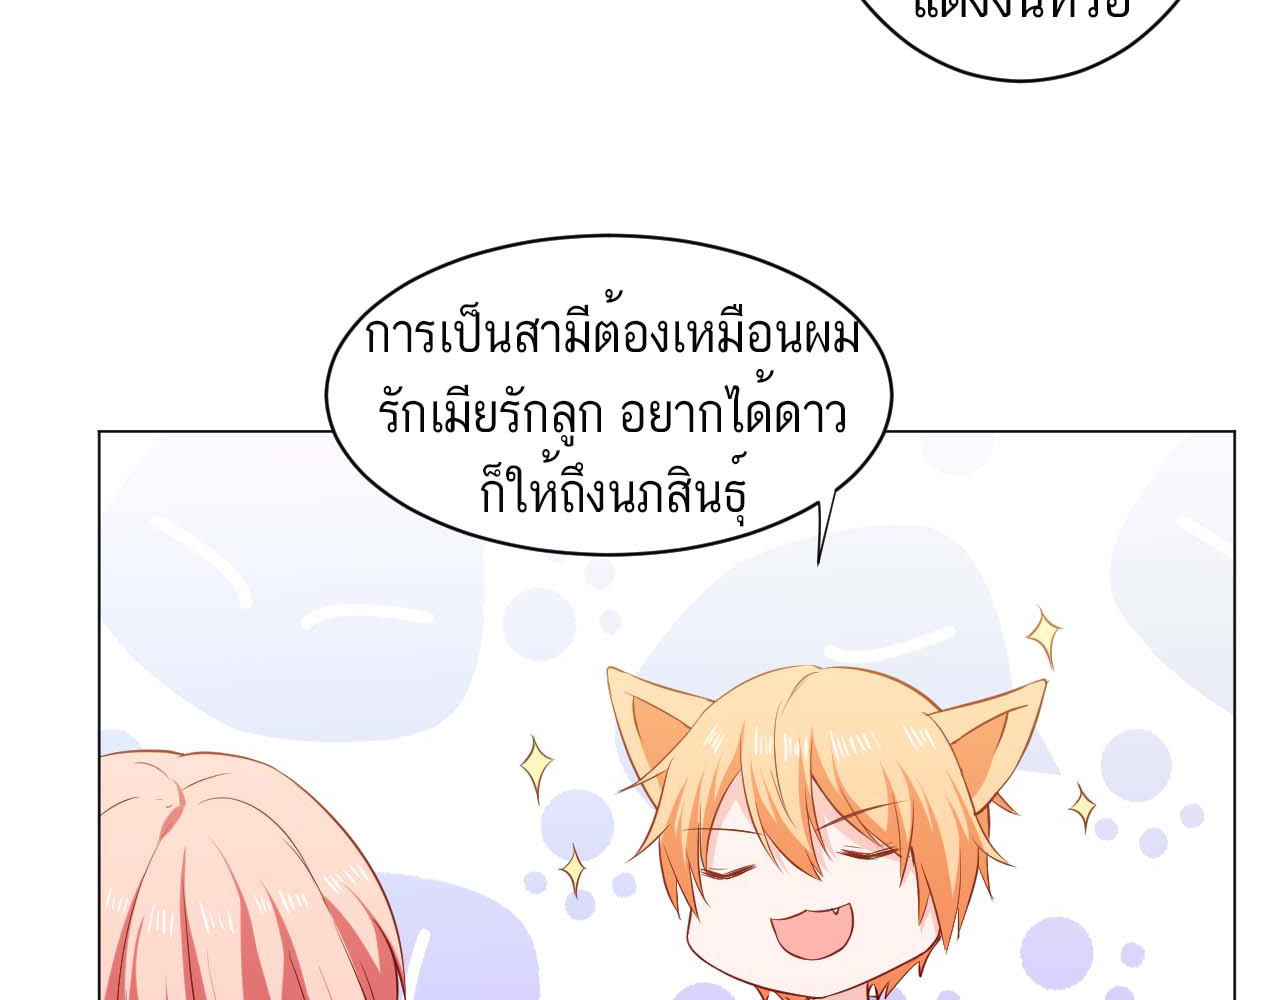 การเป็นสามีต้องเหมือนผม
รักเมียรักลูก อยากได้ดาว
ก็ให้ถึงนภสินธุ์